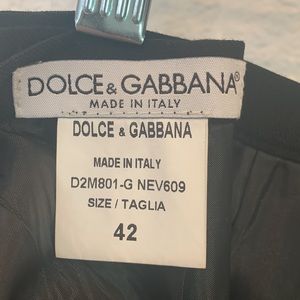 DOLCE & GABBANA®
MADE IN ITALY
DOLCE & GABBANA
MADE IN ITALY
D2M801-G NEV609
SIZE / TAGLIA
42